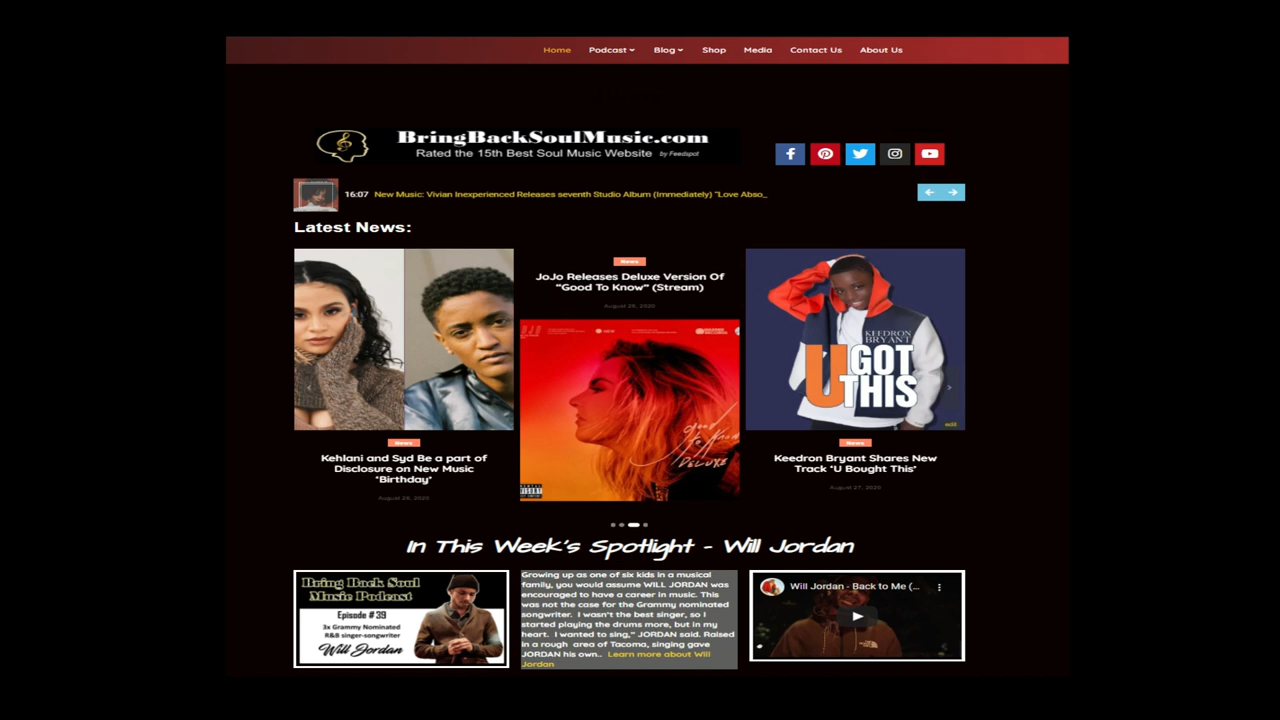 Home Podcast Blog Shop Media Contact Us About Us
BringBackSoulMusic.com
Rated the 15th Best Soul Music Website by Feedspot
16:07 New Music: Vivian Inexperienced Releases seventh Studio Album (Immediately) "Love Abso_
Latest News:
News
Kehlani and Syd Be a part of
Disclosure on New Music
'Birthday'
August 28, 2020
News
JoJo Releases Deluxe Version Of
"Good To Know" (Stream)
August 28, 2020
good
to Know
DELUXE
KEEDRON
BRYANT
U GOT
THIS
edit
News
Keedron Bryant Shares New
Track 'U Bought This'
August 27, 2020
In This Week's Spotlight - Will Jordan
Bring Back Soul
Music Podcast
Episode # 39
3x Grammy Nominated
R&B singer-songwriter
Will Jordan
Growing up as one of six kids in a musical
family, you would assume WILL JORDAN was
encouraged to have a career in music. This
was not the case for the Grammy nominated
songwriter. I wasn't the best singer, so I
started playing the drums more, but in my
heart. I wanted to sing," JORDAN said. Raised
in a rough area of Tacoma, singing gave
JORDAN his own.. Learn more about Will
Jordan
Will Jordan - Back to Me (...